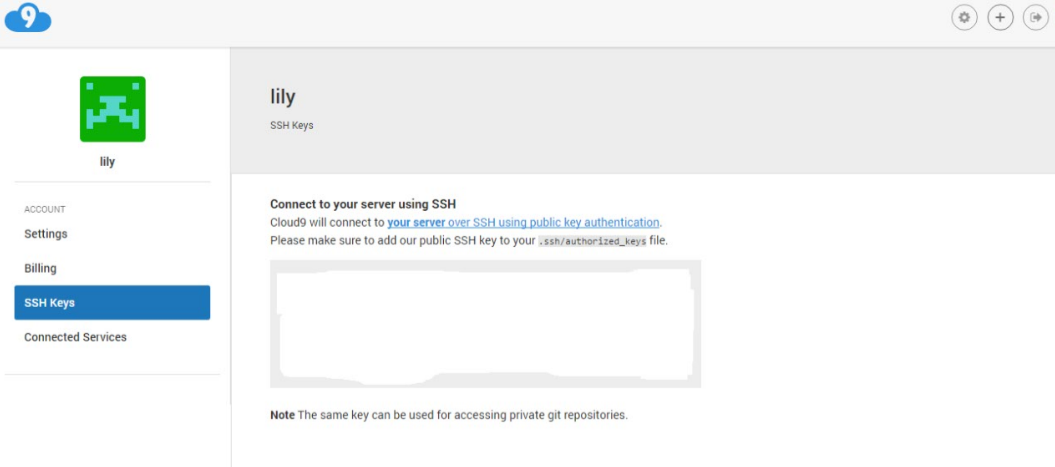 9
lily
ACCOUNT
Settings
Billing
SSH Keys
Connected Services
lily
SSH Keys
Connect to your server using SSH
Cloud9 will connect to your server over SSH using public key authentication.
Please make sure to add our public SSH key to your .ssh/authorized_keys file.
Note The same key can be used for accessing private git repositories.